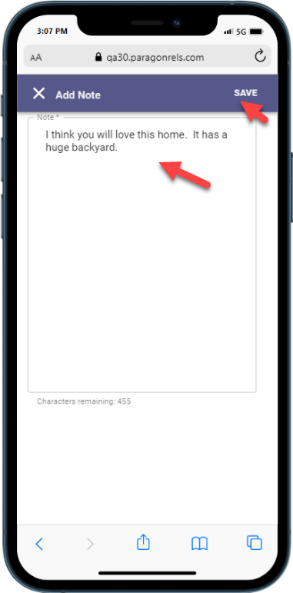 3:07 PM
5G
AA
qa30.paragonrels.com
Add Note
SAVE
Note *
I think you will love this home.  It has a
huge backyard.
Characters remaining: 455